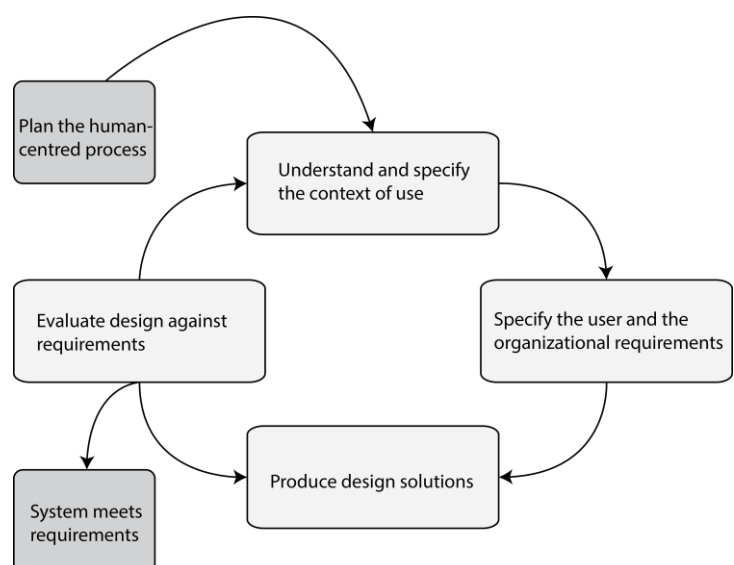 Plan the human-
centred process
Understand and specify
the context of use
Evaluate design against
requirements
Specify the user and the
organizational requirements
Produce design solutions
System meets
requirements